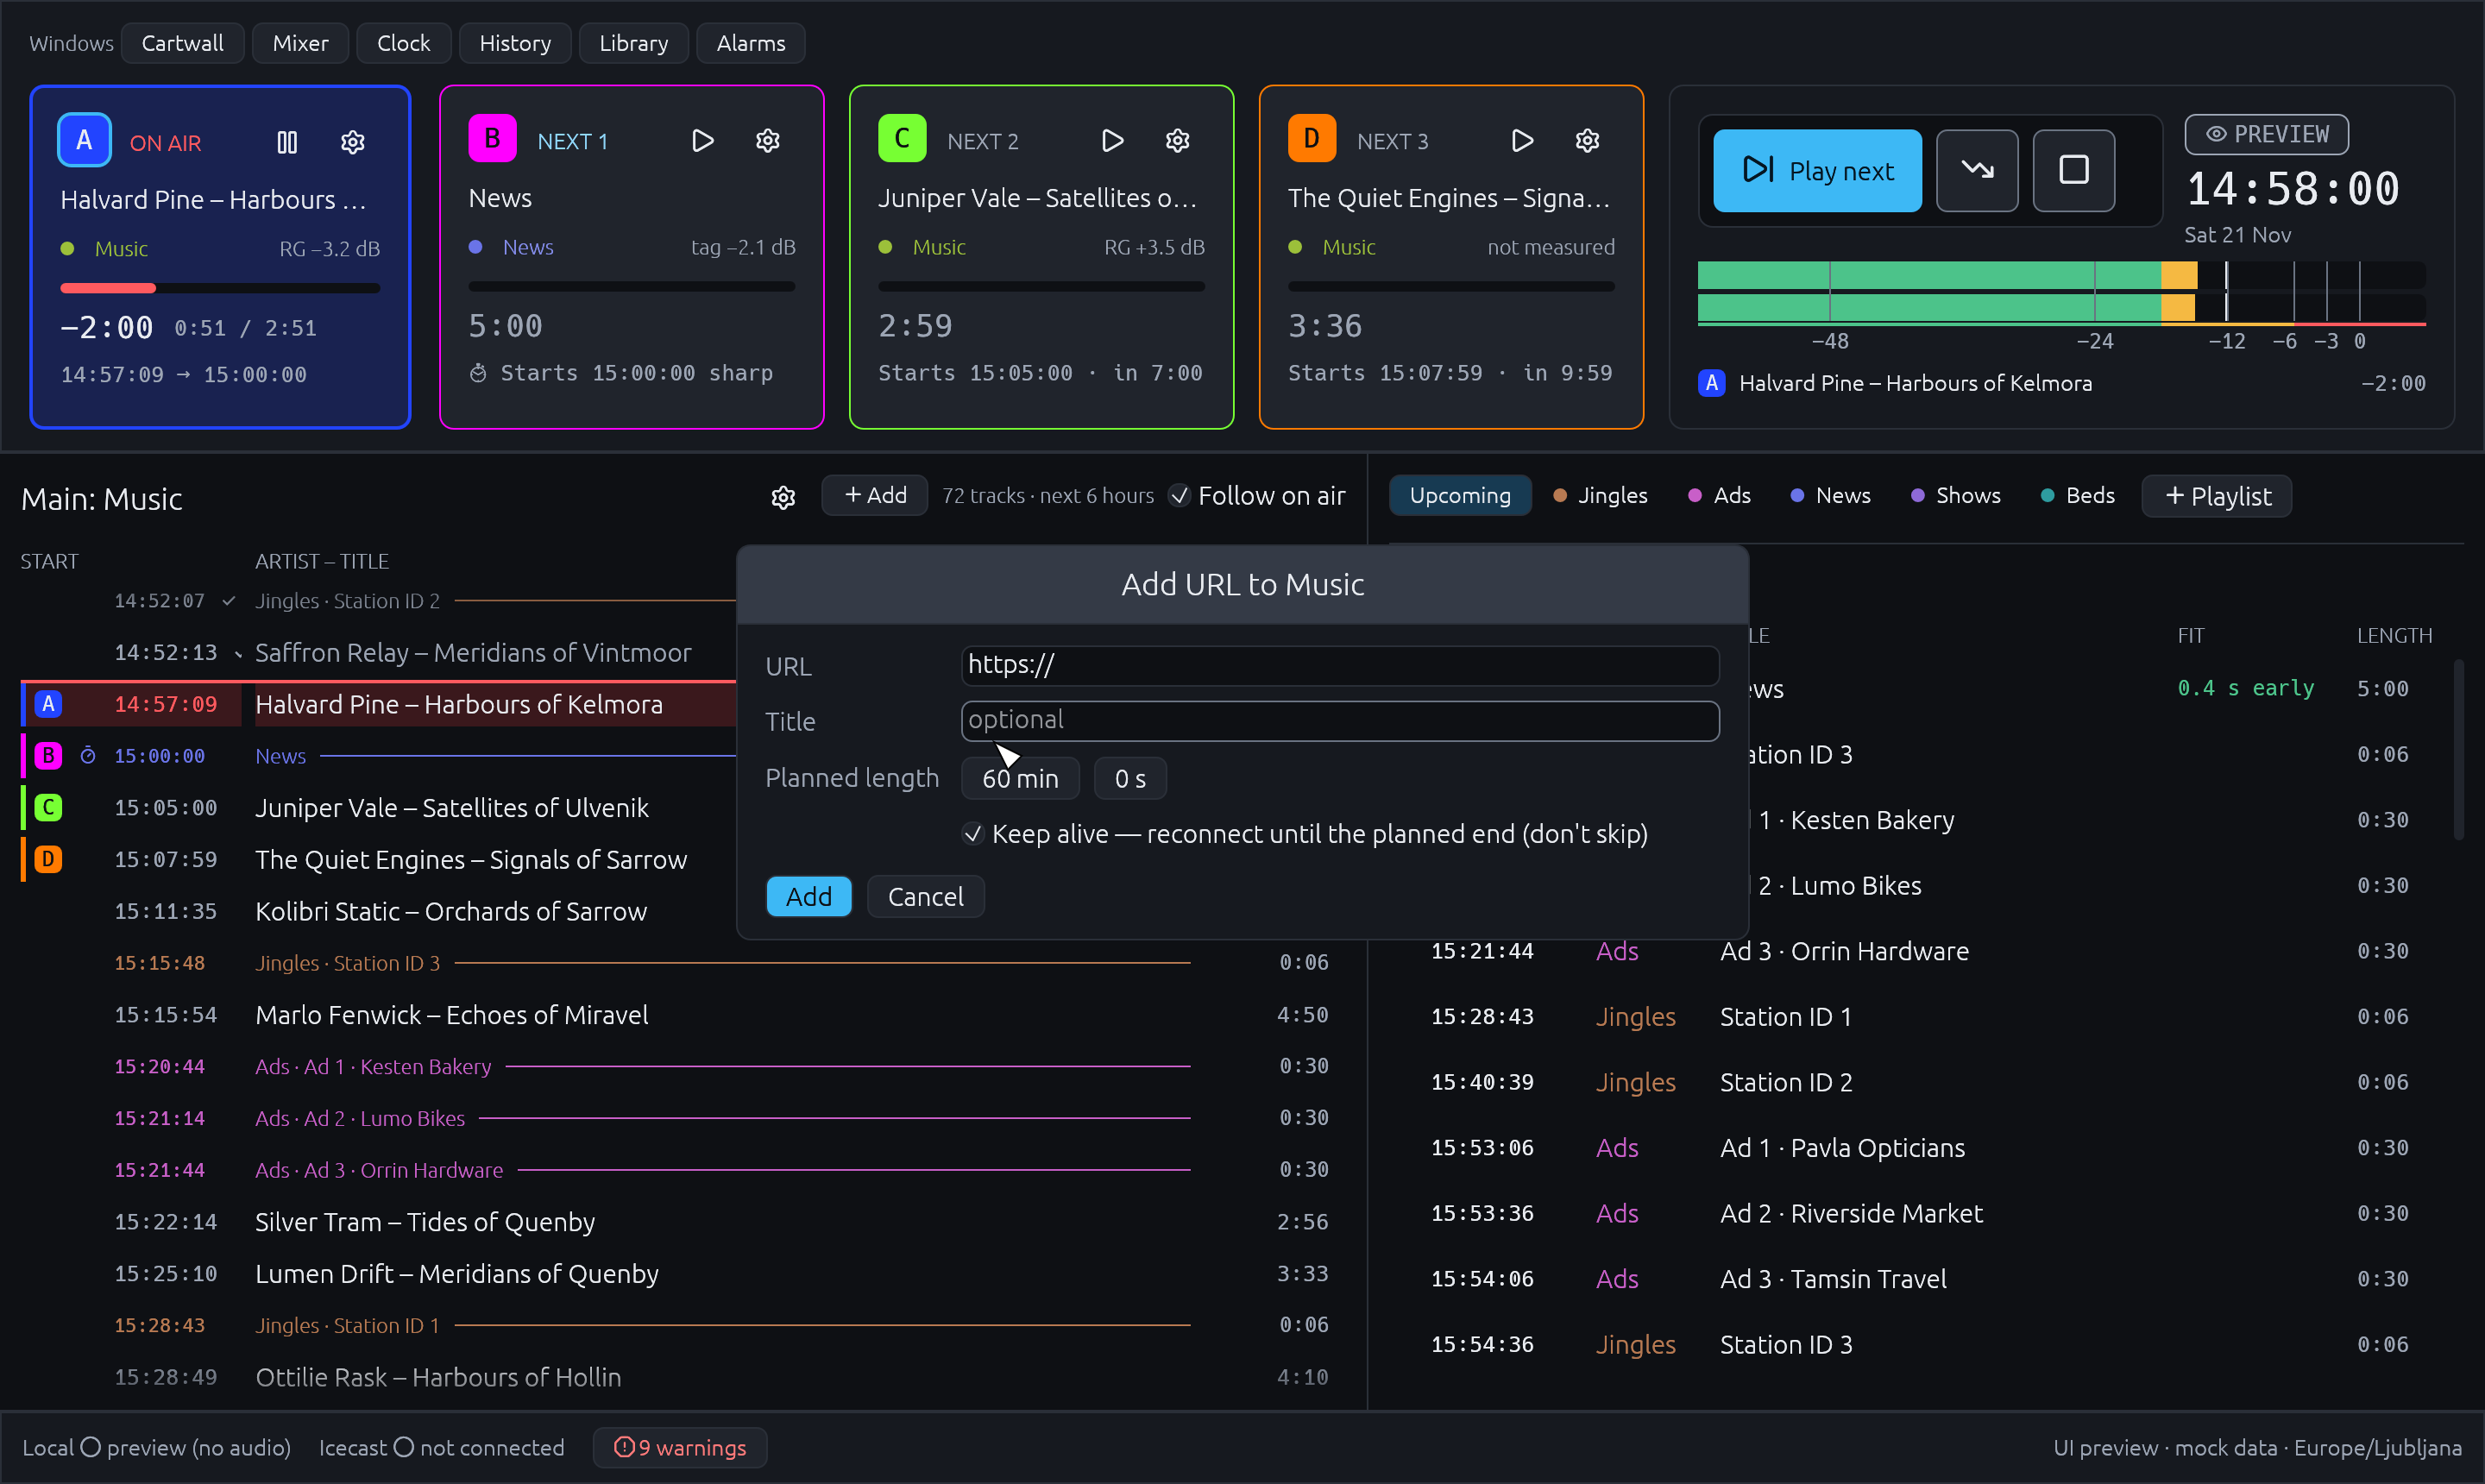 Windows Cartwall Mixer Clock History Library Alarms
A ON AIR
Halvard Pine – Harbours …
Music RG −3.2 dB
−2:00 0:51 / 2:51
14:57:09 → 15:00:00
B NEXT 1
News
News tag −2.1 dB
5:00
Starts 15:00:00 sharp
C NEXT 2
Juniper Vale – Satellites o…
Music RG +3.5 dB
2:59
Starts 15:05:00 · in 7:00
D NEXT 3
The Quiet Engines – Signa…
Music not measured
3:36
Starts 15:07:59 · in 9:59
Play next
PREVIEW
14:58:00
Sat 21 Nov
−48 −24 −12 −6 −3 0
A Halvard Pine – Harbours of Kelmora −2:00
Main: Music + Add 72 tracks · next 6 hours Follow on air
START ARTIST – TITLE
14:52:07 Jingles · Station ID 2
14:52:13 Saffron Relay – Meridians of Vintmoor
A 14:57:09 Halvard Pine – Harbours of Kelmora
B 15:00:00 News
C 15:05:00 Juniper Vale – Satellites of Ulvenik
D 15:07:59 The Quiet Engines – Signals of Sarrow
15:11:35 Kolibri Static – Orchards of Sarrow
15:15:48 Jingles · Station ID 3 0:06
15:15:54 Marlo Fenwick – Echoes of Miravel 4:50
15:20:44 Ads · Ad 1 · Kesten Bakery 0:30
15:21:14 Ads · Ad 2 · Lumo Bikes 0:30
15:21:44 Ads · Ad 3 · Orrin Hardware 0:30
15:22:14 Silver Tram – Tides of Quenby 2:56
15:25:10 Lumen Drift – Meridians of Quenby 3:33
15:28:43 Jingles · Station ID 1 0:06
15:28:49 Ottilie Rask – Harbours of Hollin 4:10
Add URL to Music
URL https://
Title optional
Planned length 60 min 0 s
Keep alive — reconnect until the planned end (don't skip)
Add Cancel
Upcoming Jingles Ads News Shows Beds + Playlist
LE FIT LENGTH
ws 0.4 s early 5:00
ation ID 3 0:06
1 · Kesten Bakery 0:30
2 · Lumo Bikes 0:30
15:21:44 Ads Ad 3 · Orrin Hardware 0:30
15:28:43 Jingles Station ID 1 0:06
15:40:39 Jingles Station ID 2 0:06
15:53:06 Ads Ad 1 · Pavla Opticians 0:30
15:53:36 Ads Ad 2 · Riverside Market 0:30
15:54:06 Ads Ad 3 · Tamsin Travel 0:30
15:54:36 Jingles Station ID 3 0:06
Local preview (no audio) Icecast not connected 9 warnings UI preview · mock data · Europe/Ljubljana